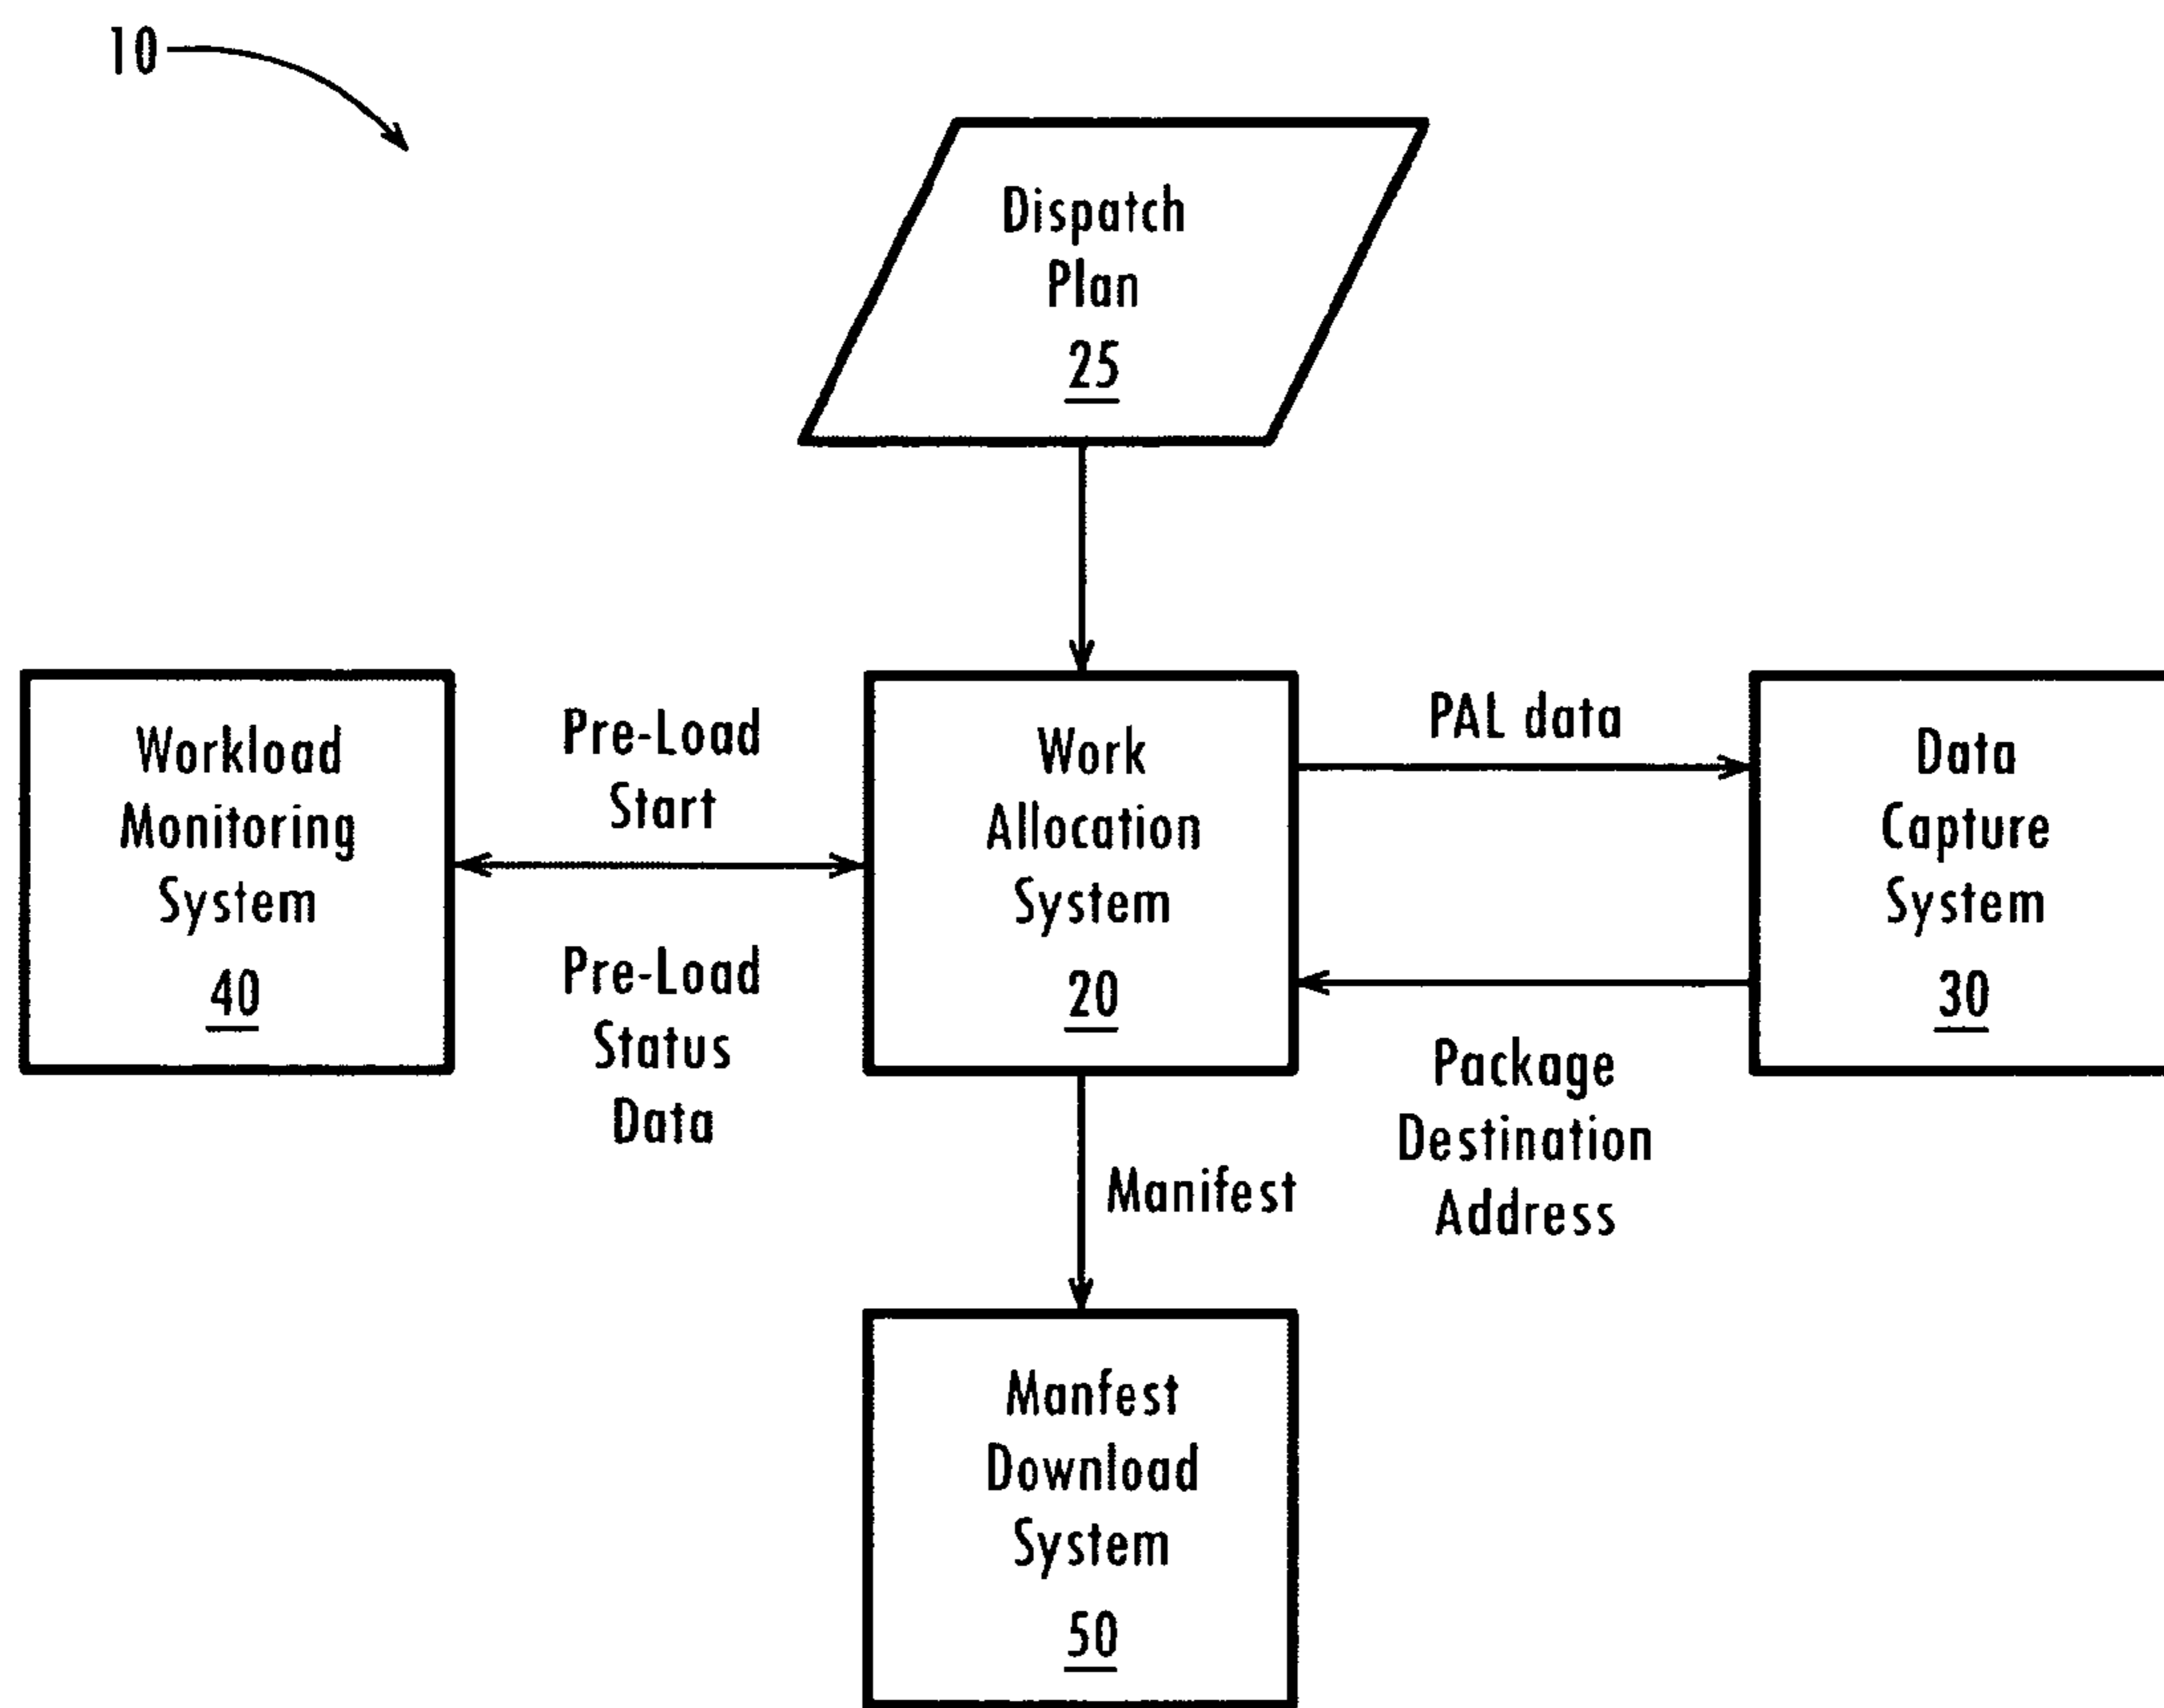 10
Dispatch
Plan
25
Workload
Monitoring
System
40
Pre-Load
Start
Pre-Load
Status
Data
Work
Allocation
System
20
PAL data
Package
Destination
Address
Data
Capture
System
30
Manifest
Manfest
Download
System
50